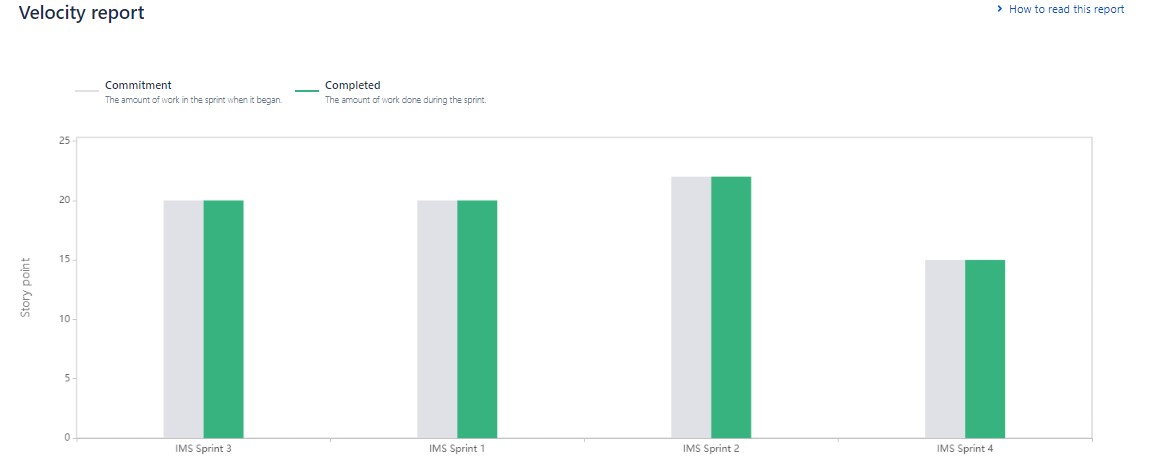 Velocity report
How to read this report
Commitment
The amount of work in the sprint when it began.
Completed
The amount of work done during the sprint.
Story point
25
20
15
10
5
0
IMS Sprint 3
IMS Sprint 1
IMS Sprint 2
IMS Sprint 4